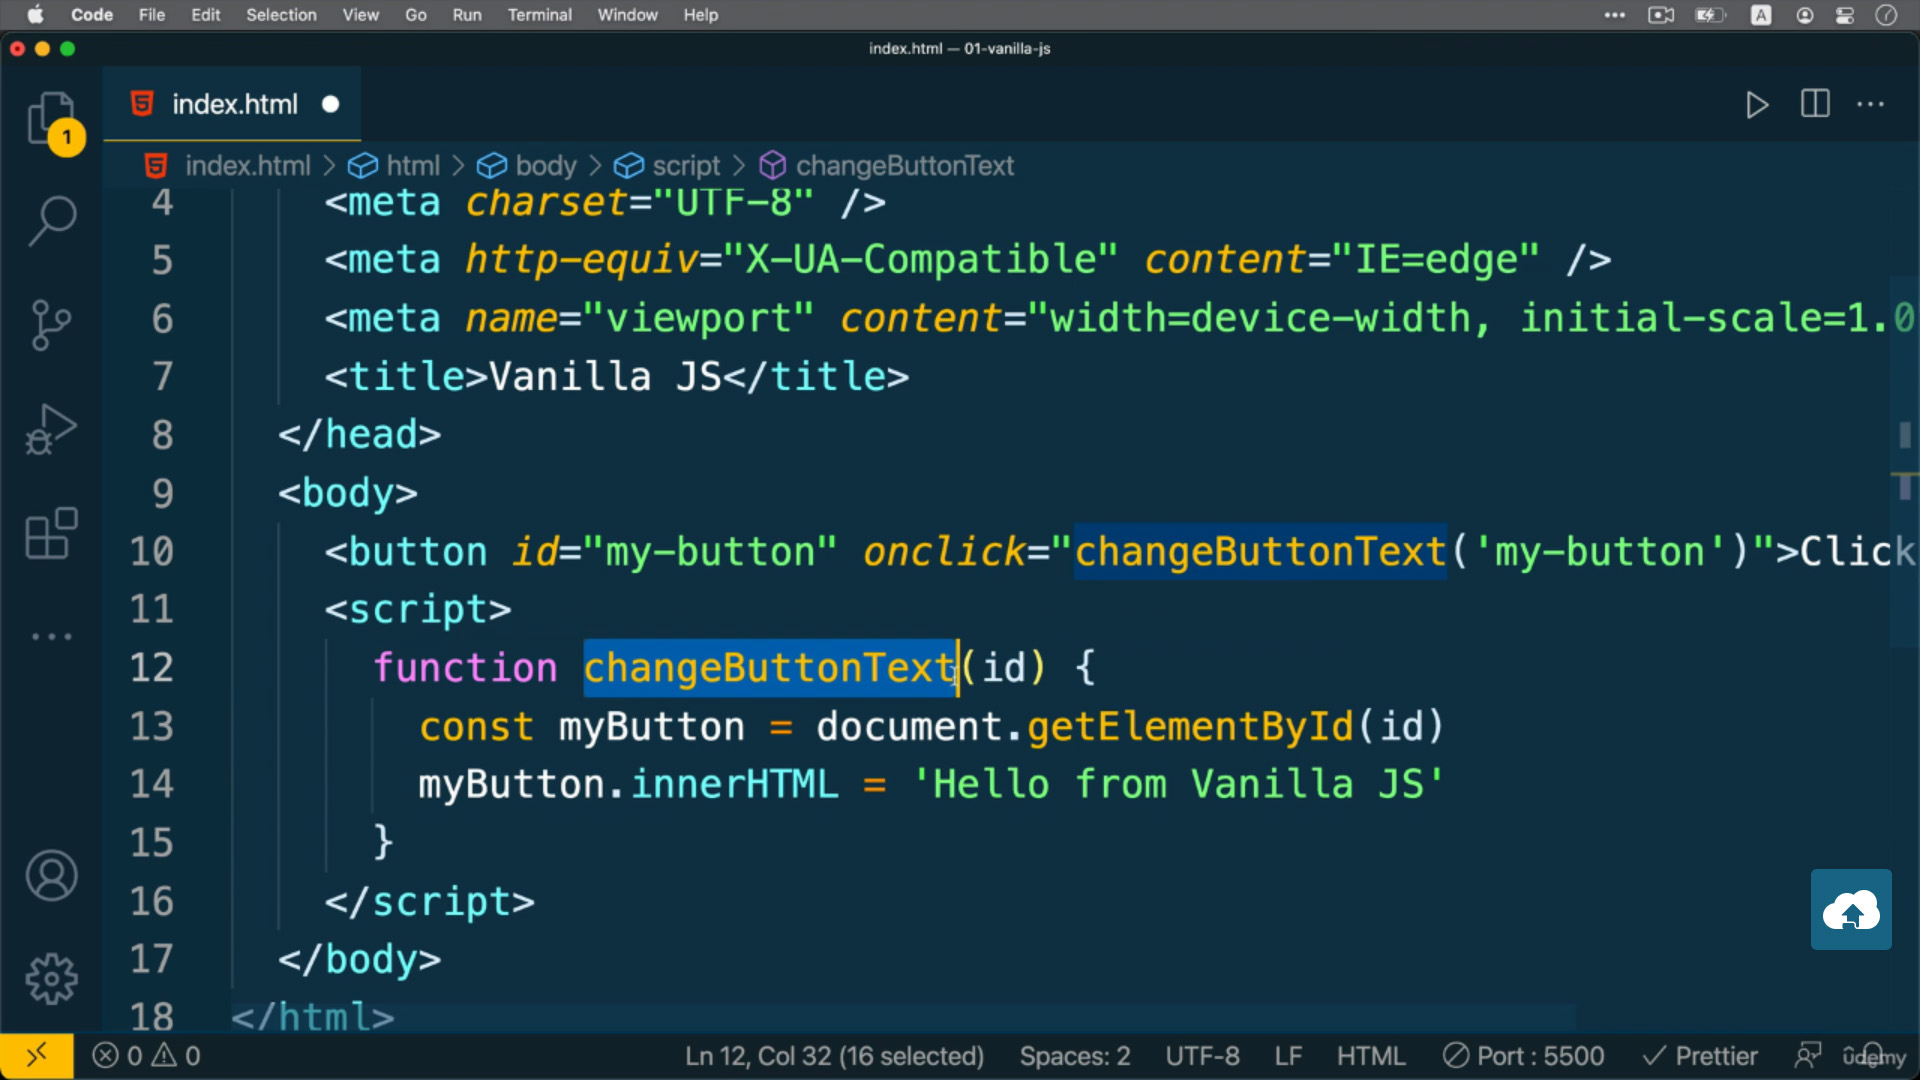 Code File Edit Selection View Go Run Terminal Window Help
A
index.html — 01-vanilla-js
index.html
1
index.html > html > body > script > changeButtonText
4 <meta charset="UTF-8" />
5 <meta http-equiv="X-UA-Compatible" content="IE=edge" />
6 <meta name="viewport" content="width=device-width, initial-scale=1.0
7 <title>Vanilla JS</title>
8 </head>
9 <body>
10 <button id="my-button" onclick="changeButtonText('my-button')">Click
11 <script>
12 function changeButtonText(id) {
13 const myButton = document.getElementById(id)
14 myButton.innerHTML = 'Hello from Vanilla JS'
15 }
16 </script>
17 </body>
18 </html>
0 0 Ln 12, Col 32 (16 selected) Spaces: 2 UTF-8 LF HTML Port : 5500 Prettier
udemy